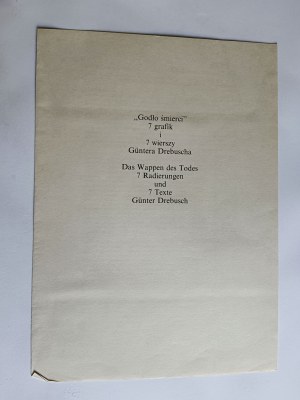 „Godło śmierci"
7 grafik
i
7 wierszy
Güntera Drebuscha
Das Wappen des Todes
7 Radierungen
und
7 Texte
Günter Drebusch